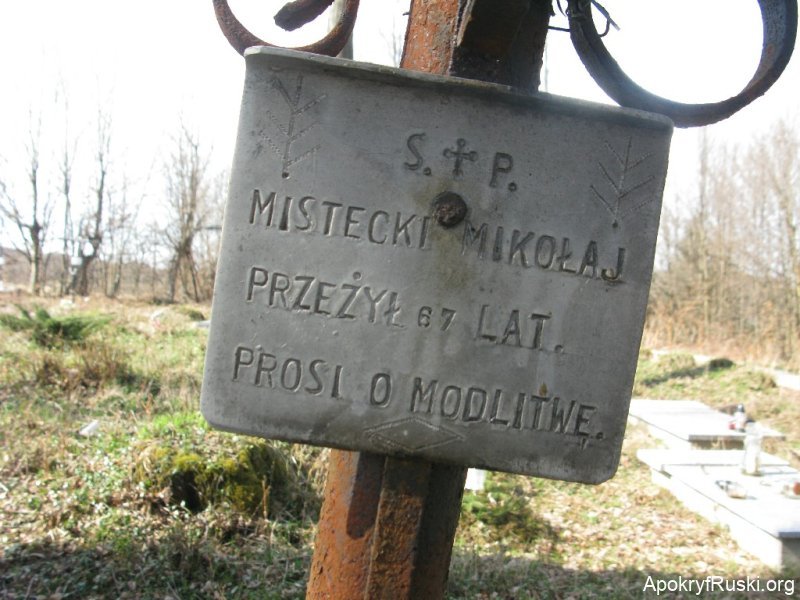 S. ✝ P.
MISTECKI MIKOŁAJ
PRZEŻYŁ 67 LAT.
PROSI O MODLITWĘ.
ApokryfRuski.org